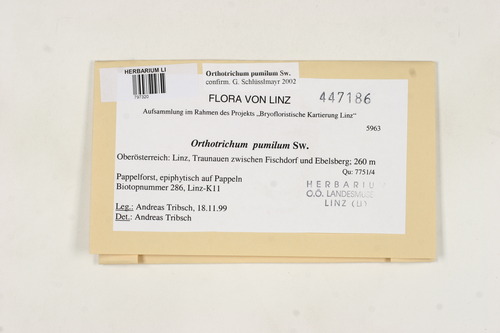 HERBARIUM LI
797320
Orthotrichum pumilum Sw.
confirm. G. Schlüsslmayr 2002
FLORA VON LINZ
447186
Aufsammlung im Rahmen des Projekts „Bryofloristische Kartierung Linz"
5963
Orthotrichum pumilum Sw.
Oberösterreich: Linz, Traunauen zwischen Fischdorf und Ebelsberg; 260 m
Qu: 7751/4
Pappelforst, epiphytisch auf Pappeln
Biotopnummer 286, Linz-K11
HERBARIU
O.Ö. LANDESMUSE
LINZ (LI)
Leg.: Andreas Tribsch, 18.11.99
Det.: Andreas Tribsch